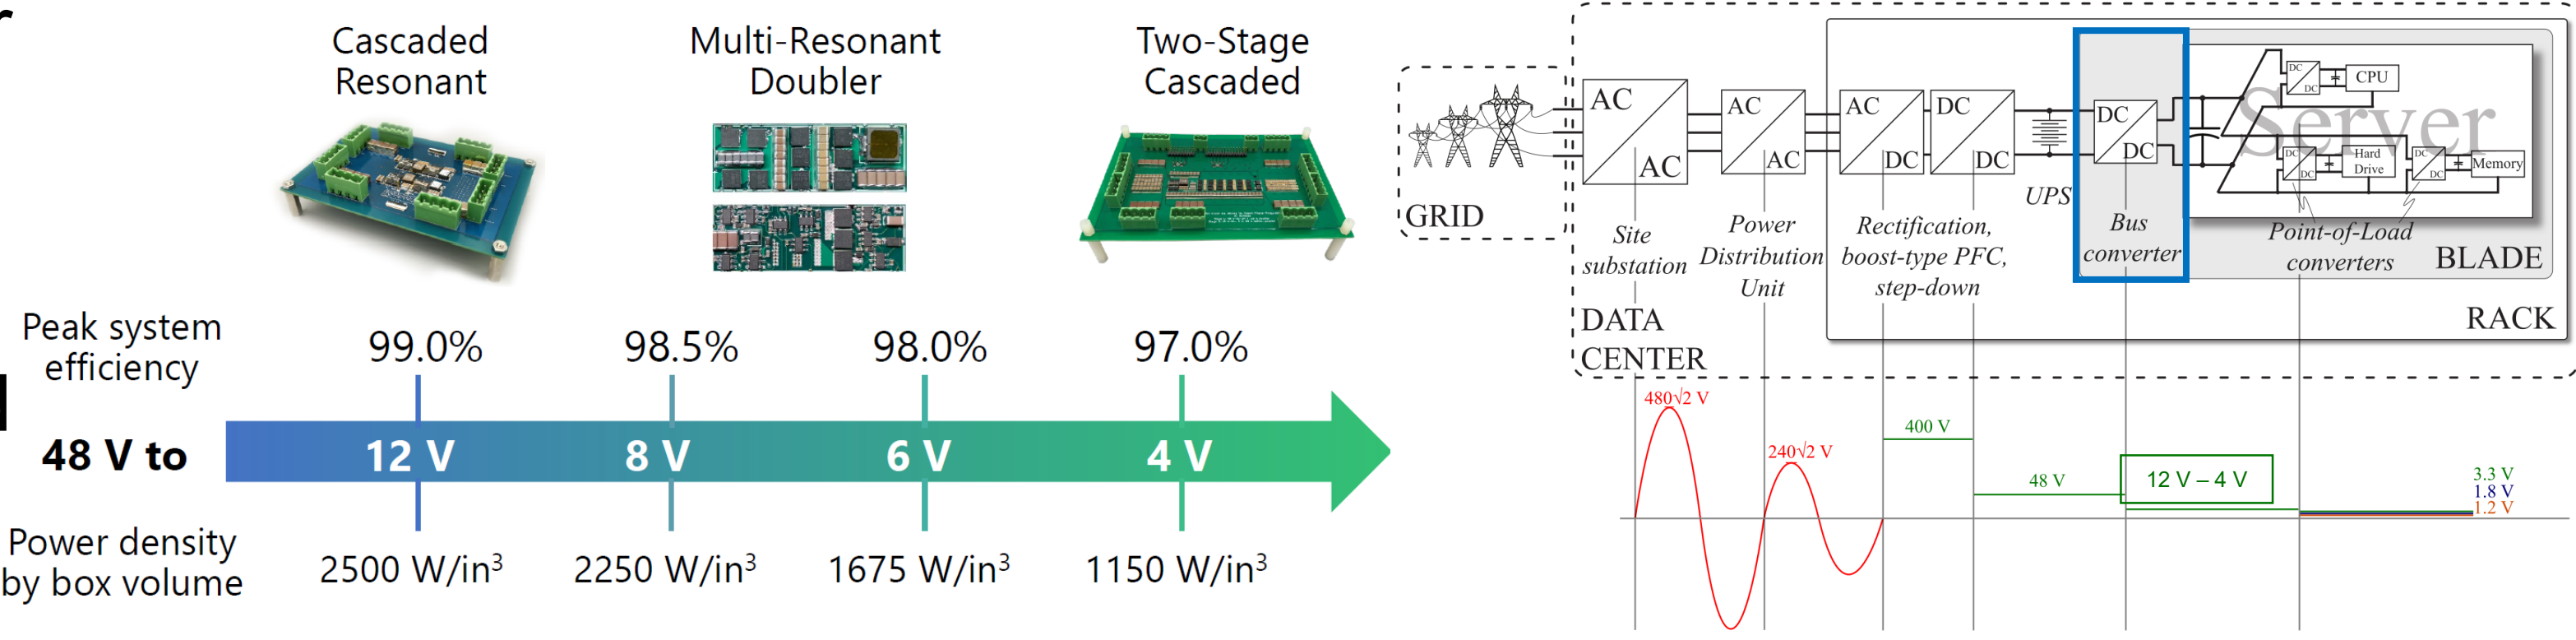 Cascaded
Resonant
Multi-Resonant
Doubler
Two-Stage
Cascaded
Peak system
efficiency
99.0%
98.5%
98.0%
97.0%
48 V to
12 V
8 V
6 V
4 V
Power density
by box volume
2500 W/in³
2250 W/in³
1675 W/in³
1150 W/in³
GRID
AC
AC
AC
AC
AC
DC
DC
DC
UPS
DC
DC
Server
DC
DC
CPU
DC
DC
Hard
Drive
DC
DC
Memory
Site
substation
Power
Distribution
Unit
Rectification,
boost-type PFC,
step-down
Bus
converter
Point-of-Load
converters
BLADE
RACK
DATA
CENTER
480√2 V
240√2 V
400 V
48 V
12 V – 4 V
3.3 V
1.8 V
1.2 V